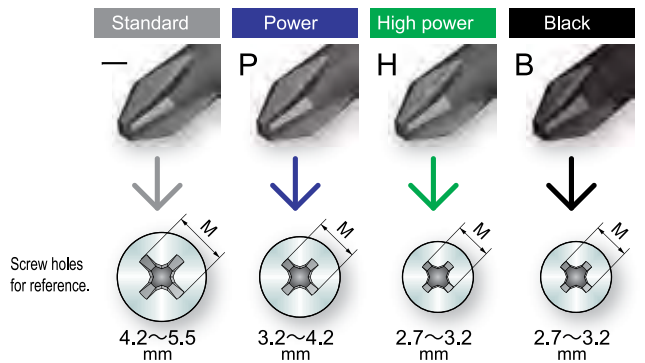 Standard
Power
High power
Black
—
P
H
B
M
M
M
M
Screw holes
for reference.
4.2～5.5
mm
3.2～4.2
mm
2.7～3.2
mm
2.7～3.2
mm